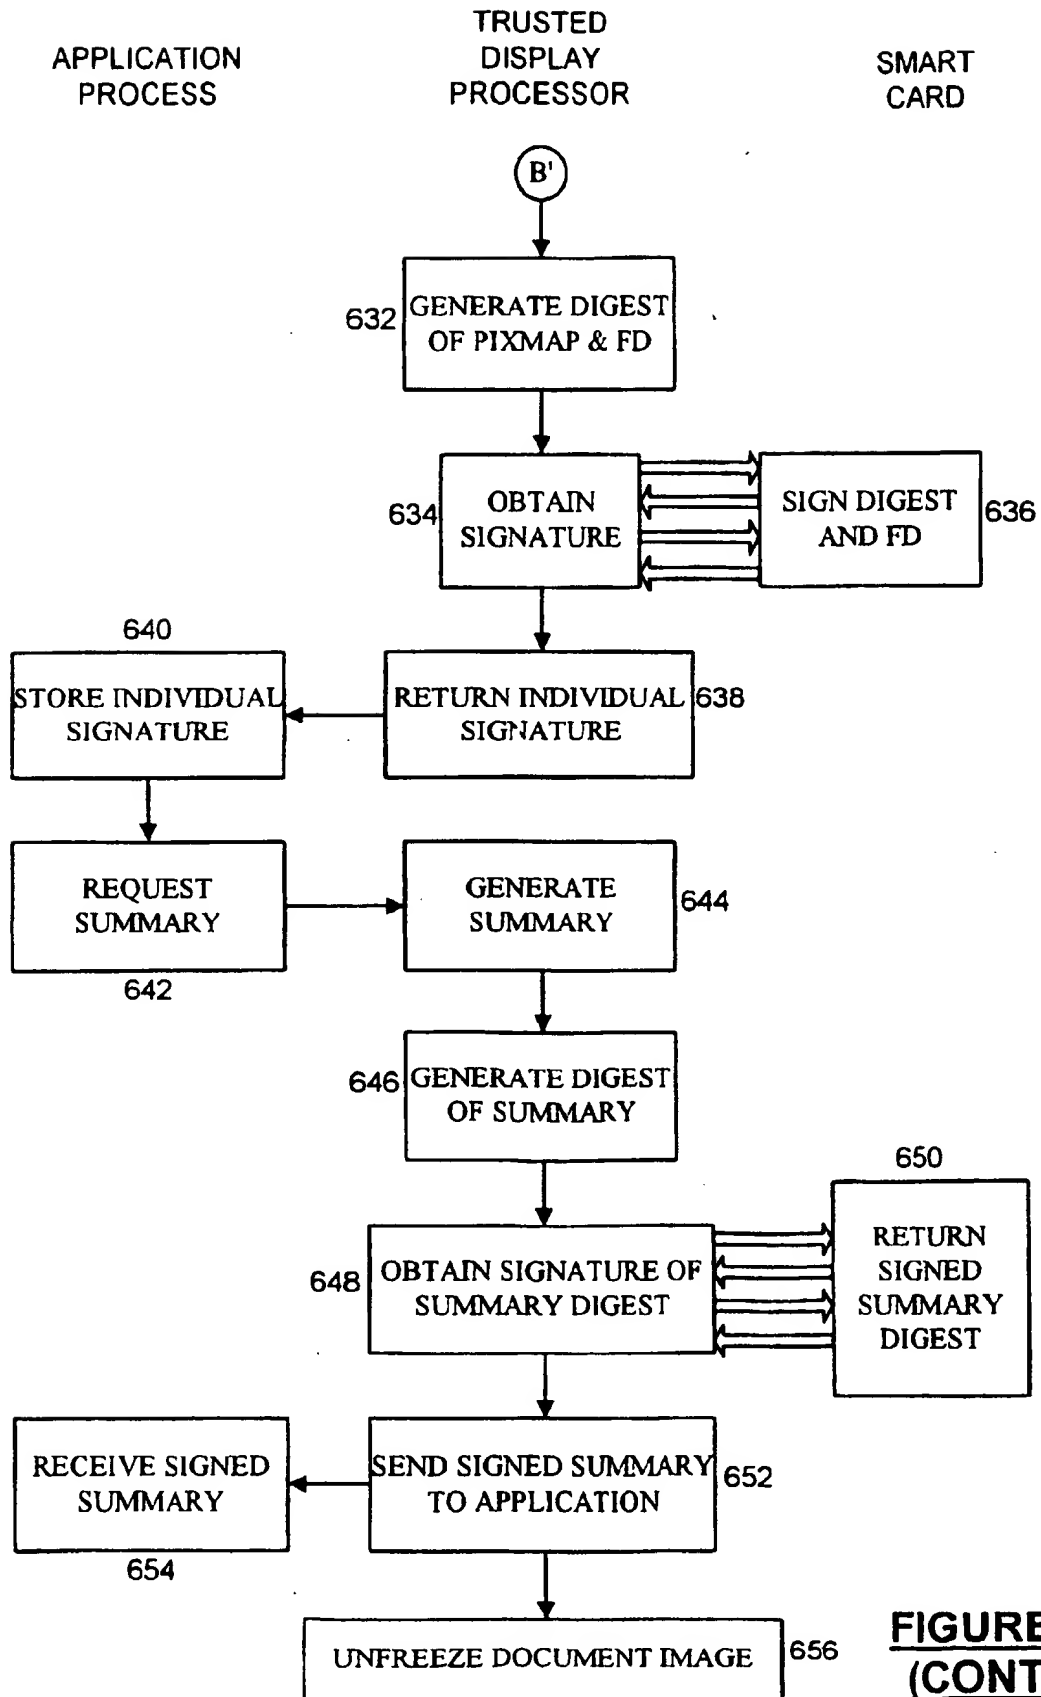 APPLICATION
PROCESS
TRUSTED
DISPLAY
PROCESSOR
SMART
CARD
B'
632
GENERATE DIGEST
OF PIXMAP & FD
634
OBTAIN
SIGNATURE
SIGN DIGEST
AND FD
636
640
STORE INDIVIDUAL
SIGNATURE
RETURN INDIVIDUAL
SIGNATURE
638
REQUEST
SUMMARY
642
GENERATE
SUMMARY
644
646
GENERATE DIGEST
OF SUMMARY
650
648
OBTAIN SIGNATURE OF
SUMMARY DIGEST
RETURN
SIGNED
SUMMARY
DIGEST
RECEIVE SIGNED
SUMMARY
654
SEND SIGNED SUMMARY
TO APPLICATION
652
UNFREEZE DOCUMENT IMAGE
656
FIGURE
(CONT